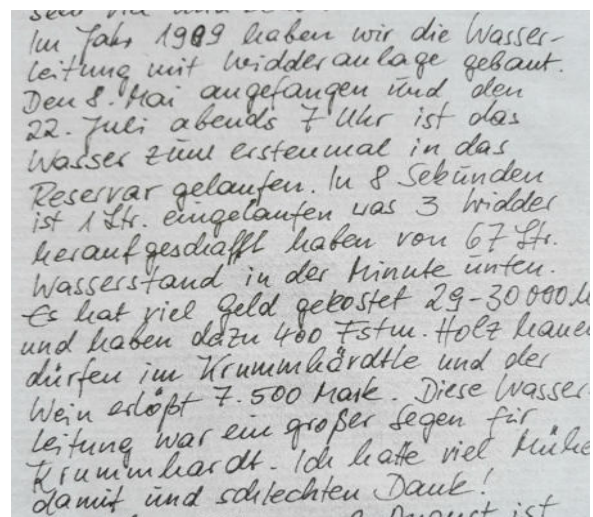 Im Jahr 1909 haben wir die Wasser-
leitung mit Widderanlage gebaut.
Den 8. Mai angefangen und den
22. Juli abends 7 Uhr ist das
Wasser zum erstenmal in das
Reservar gelaufen. In 8 Sekunden
ist 1 Ltr. eingelaufen was 3 Widder
heraufgeschafft haben von 67 Ltr.
Wasserstand in der Minute unten.
Es hat viel Geld gekostet 29-30000 M
und haben dazu 400 Fstm. Holz hauen
dürfen im Krummhärdtle und der
Wein erlößt 7.500 Mark. Diese Wasser-
leitung war ein großer Segen für
Krummhardt. Ich hatte viel Mühe
damit und schlechten Dank!
August ist